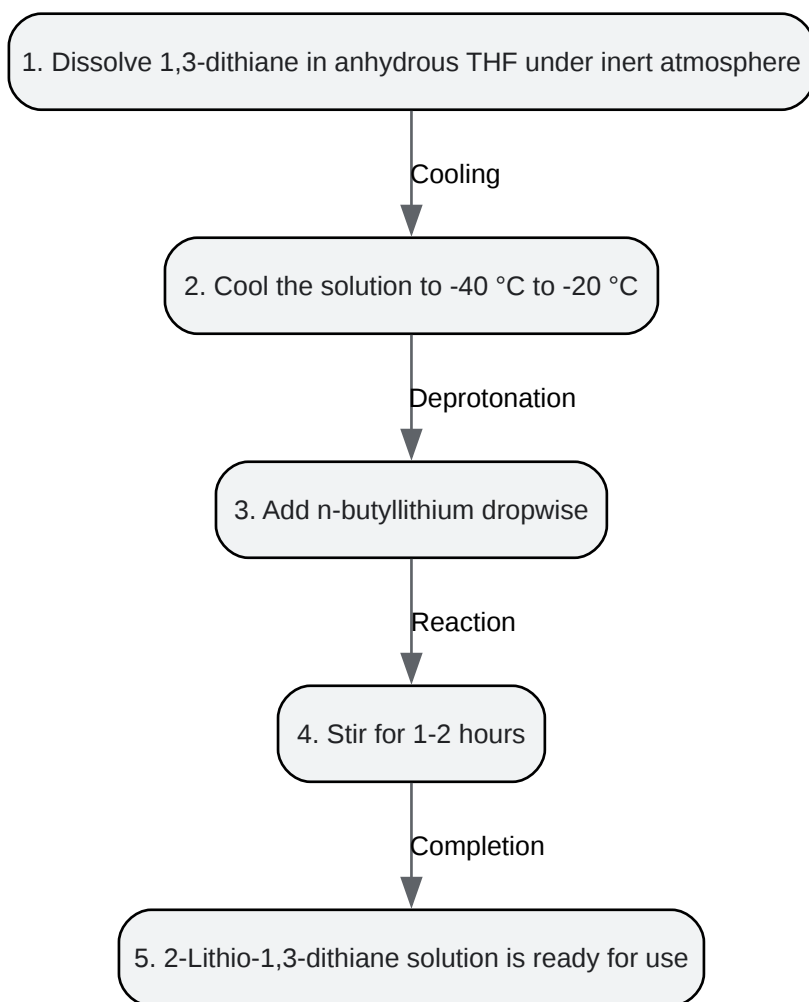 1. Dissolve 1,3-dithiane in anhydrous THF under inert atmosphere
Cooling
2. Cool the solution to -40 °C to -20 °C
Deprotonation
3. Add n-butyllithium dropwise
Reaction
4. Stir for 1-2 hours
Completion
5. 2-Lithio-1,3-dithiane solution is ready for use